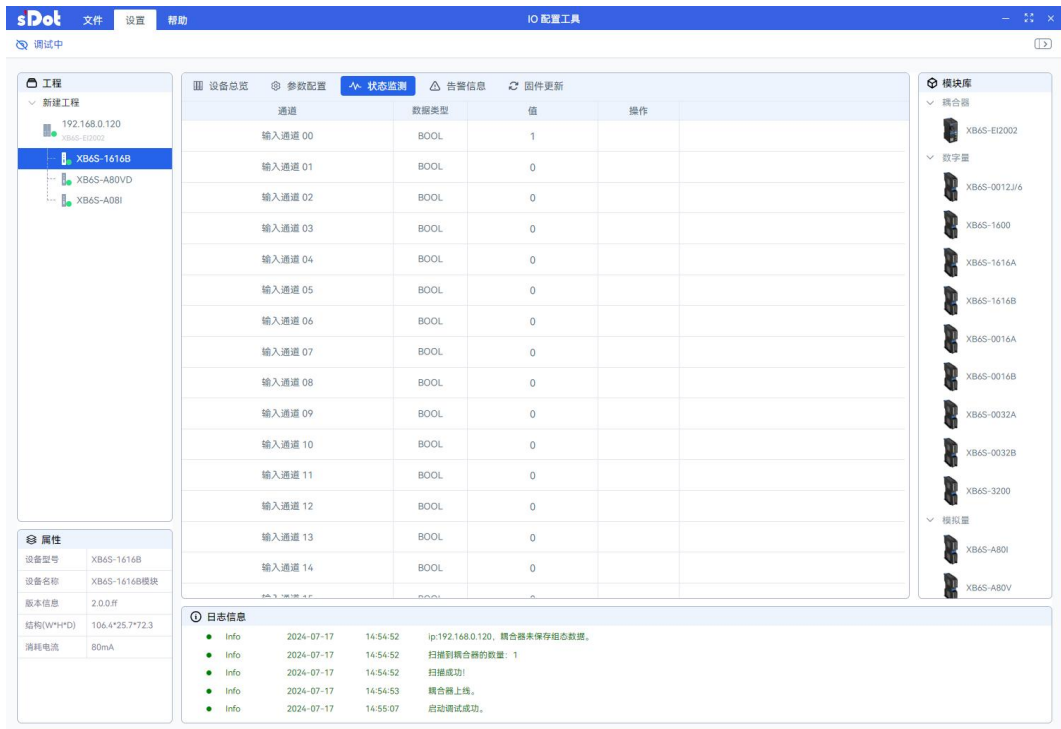 sDot 文件 设置 帮助 IO 配置工具
调试中
工程
新建工程
192.168.0.120
XB6S-EI2002
XB6S-1616B
XB6S-A80VD
XB6S-A08I
属性
设备型号 XB6S-1616B
设备名称 XB6S-1616B模块
版本信息 2.0.0.ff
结构(W*H*D) 106.4*25.7*72.3
消耗电流 80mA
设备总览 参数配置 状态监测 告警信息 固件更新
通道 数据类型 值 操作
输入通道 00 BOOL 1
输入通道 01 BOOL 0
输入通道 02 BOOL 0
输入通道 03 BOOL 0
输入通道 04 BOOL 0
输入通道 05 BOOL 0
输入通道 06 BOOL 0
输入通道 07 BOOL 0
输入通道 08 BOOL 0
输入通道 09 BOOL 0
输入通道 10 BOOL 0
输入通道 11 BOOL 0
输入通道 12 BOOL 0
输入通道 13 BOOL 0
输入通道 14 BOOL 0
日志信息
Info 2024-07-17 14:54:52 ip:192.168.0.120, 耦合器未保存组态数据。
Info 2024-07-17 14:54:52 扫描到耦合器的数量: 1
Info 2024-07-17 14:54:52 扫描成功!
Info 2024-07-17 14:54:53 耦合器上线。
Info 2024-07-17 14:55:07 启动调试成功。
模块库
耦合器
XB6S-EI2002
数字量
XB6S-0012J/6
XB6S-1600
XB6S-1616A
XB6S-1616B
XB6S-0016A
XB6S-0016B
XB6S-0032A
XB6S-0032B
XB6S-3200
模拟量
XB6S-A80I
XB6S-A80V